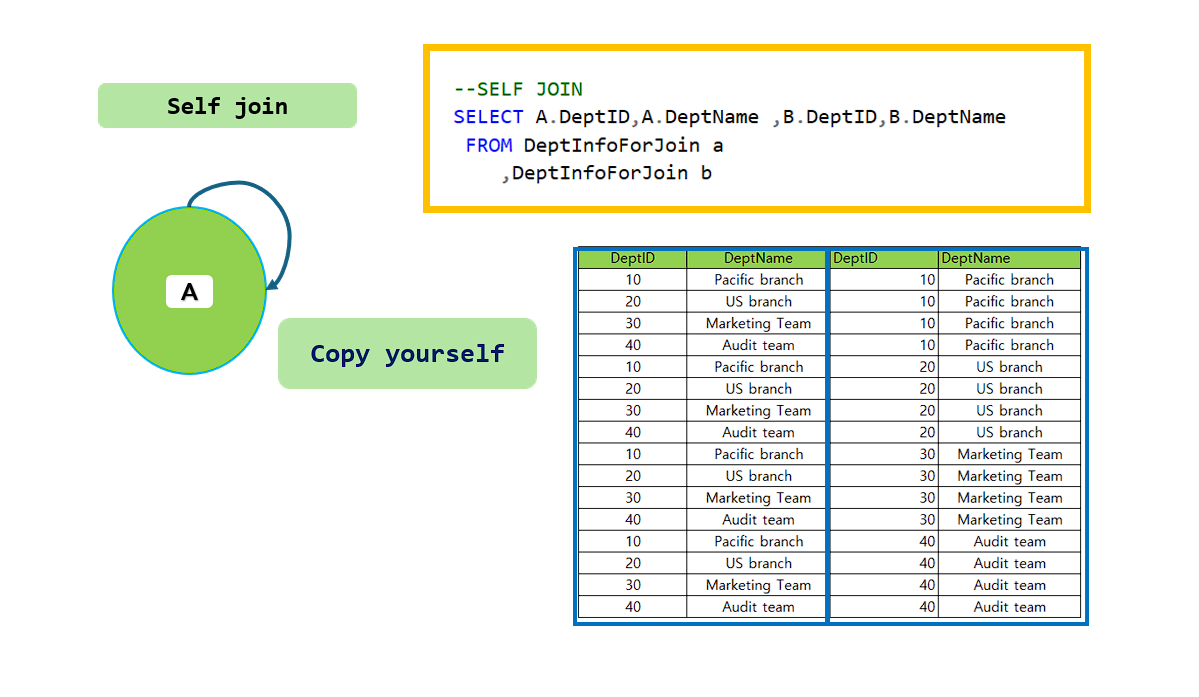 Self join
--SELF JOIN
SELECT A.DeptID,A.DeptName ,B.DeptID,B.DeptName
FROM DeptInfoForJoin a
,DeptInfoForJoin b
A
Copy yourself
DeptID DeptName DeptID DeptName
10 Pacific branch 10 Pacific branch
20 US branch 10 Pacific branch
30 Marketing Team 10 Pacific branch
40 Audit team 10 Pacific branch
10 Pacific branch 20 US branch
20 US branch 20 US branch
30 Marketing Team 20 US branch
40 Audit team 20 US branch
10 Pacific branch 30 Marketing Team
20 US branch 30 Marketing Team
30 Marketing Team 30 Marketing Team
40 Audit team 30 Marketing Team
10 Pacific branch 40 Audit team
20 US branch 40 Audit team
30 Marketing Team 40 Audit team
40 Audit team 40 Audit team